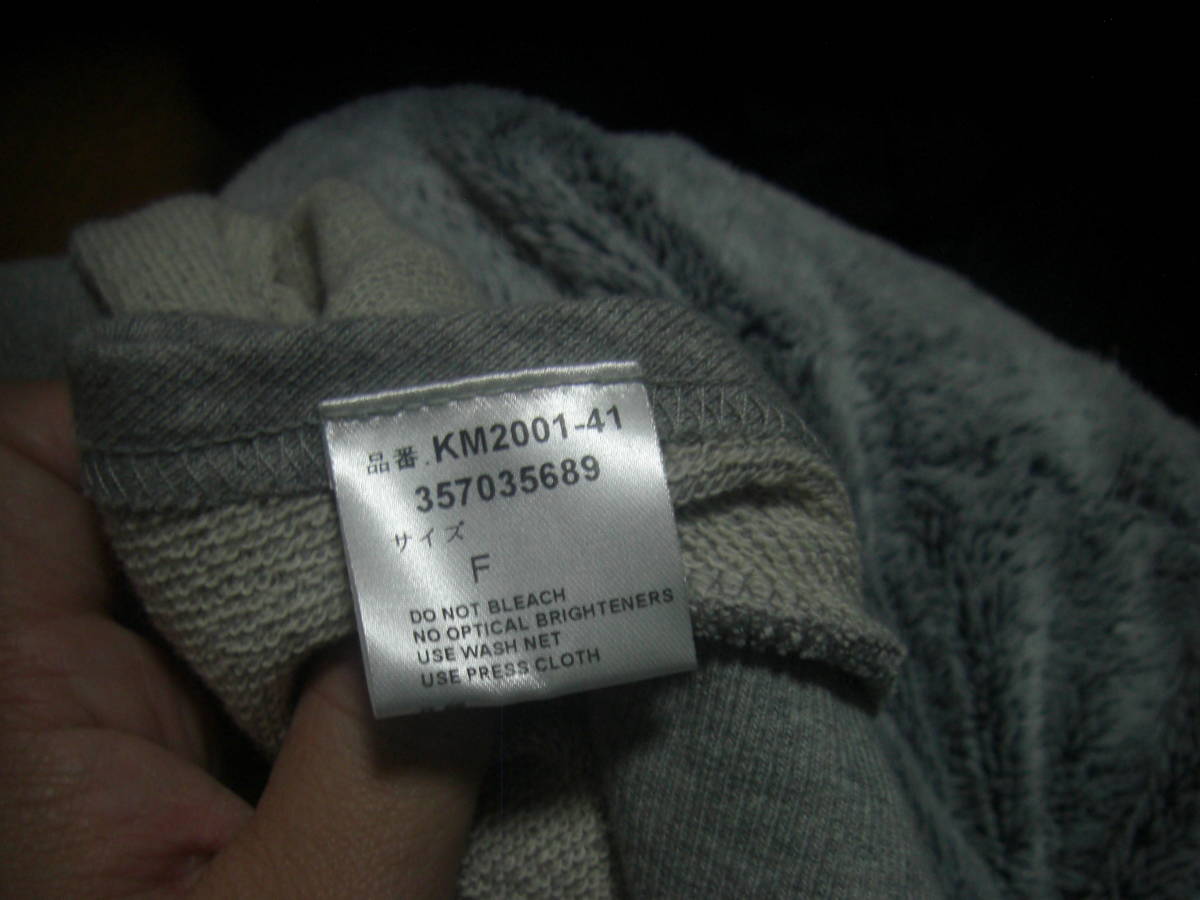 品番.KM2001-41
357035689
サイズ
F
DO NOT BLEACH
NO OPTICAL BRIGHTENERS
USE WASH NET
USE PRESS CLOTH